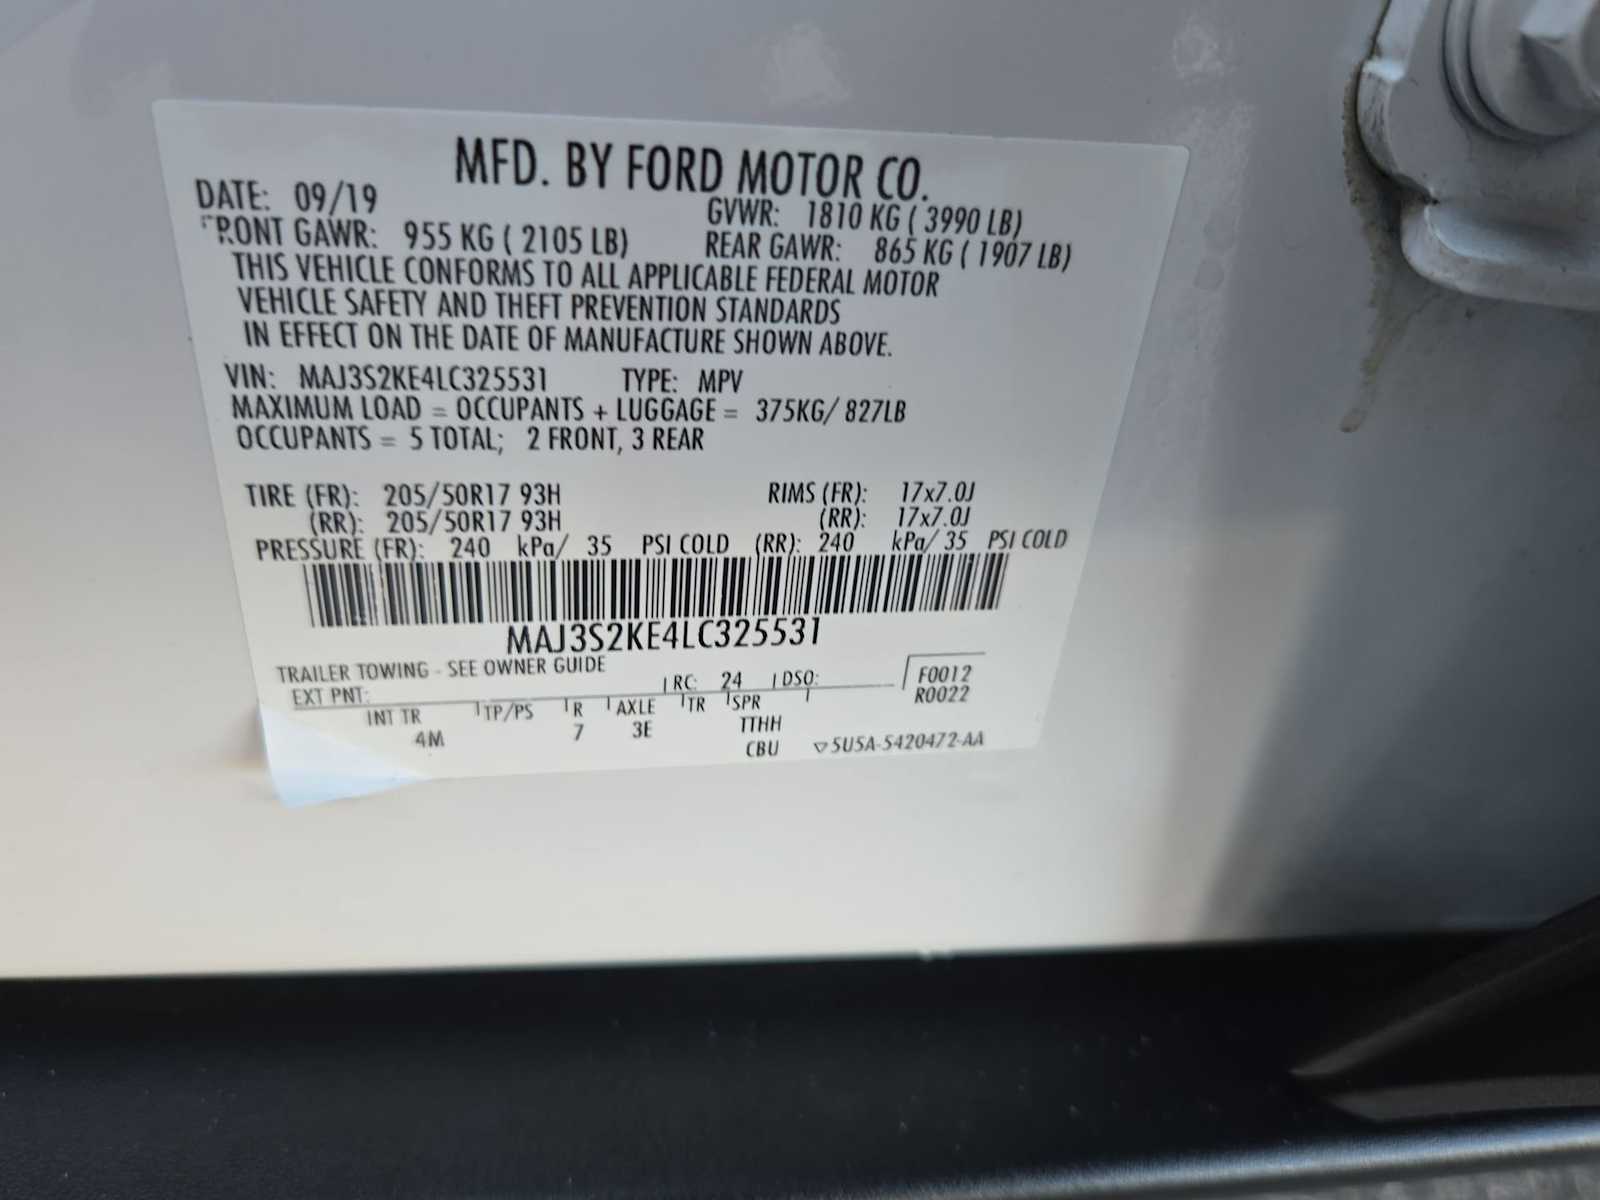 MFD. BY FORD MOTOR CO.
DATE: 09/19 GVWR: 1810 KG ( 3990 LB)
FRONT GAWR: 955 KG ( 2105 LB) REAR GAWR: 865 KG ( 1907 LB)
THIS VEHICLE CONFORMS TO ALL APPLICABLE FEDERAL MOTOR
VEHICLE SAFETY AND THEFT PREVENTION STANDARDS
IN EFFECT ON THE DATE OF MANUFACTURE SHOWN ABOVE.
VIN: MAJ3S2KE4LC325531 TYPE: MPV
MAXIMUM LOAD = OCCUPANTS + LUGGAGE = 375KG/ 827LB
OCCUPANTS = 5 TOTAL; 2 FRONT, 3 REAR
TIRE (FR): 205/50R17 93H RIMS (FR): 17x7.0J
(RR): 205/50R17 93H (RR): 17x7.0J
PRESSURE (FR): 240 kPa/ 35 PSI COLD (RR): 240 kPa/ 35 PSI COLD
MAJ3S2KE4LC325531
TRAILER TOWING - SEE OWNER GUIDE
EXT PNT: RC: 24 DSO: F0012
R0022
INT TR TP/PS R AXLE TR SPR
4M 7 3E TTHH
CBU ▽5U5A-5420472-AA